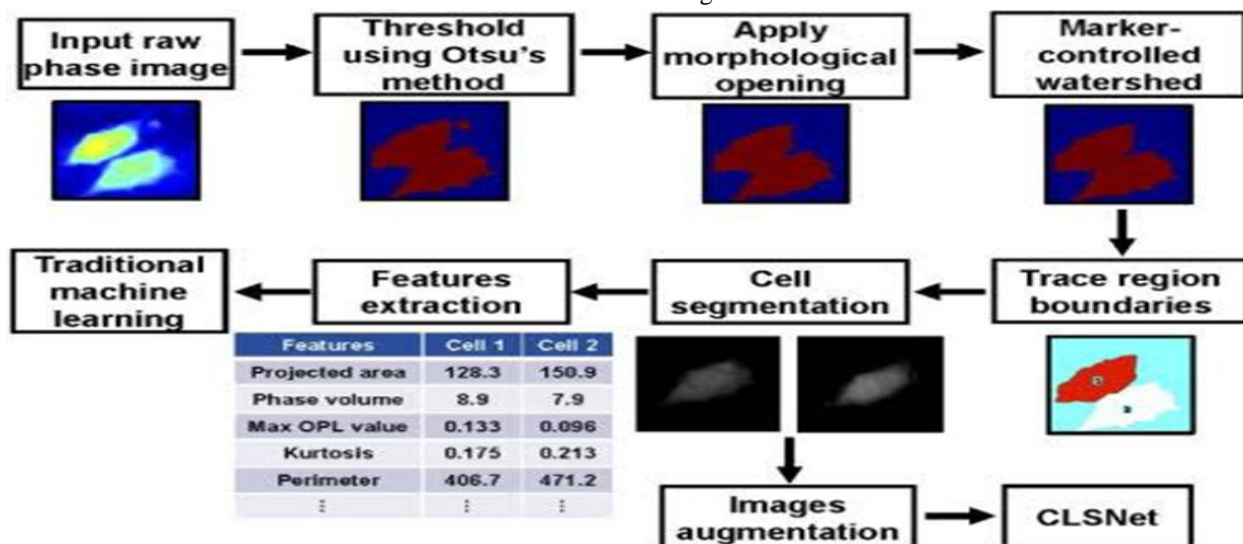 Input raw
phase image
Threshold
using Otsu's
method
Apply
morphological
opening
Marker-
controlled
watershed
Traditional
machine
learning
Features
extraction
Cell
segmentation
Trace region
boundaries
Features Cell 1 Cell 2
Projected area 128.3 150.9
Phase volume 8.9 7.9
Max OPL value 0.133 0.096
Kurtosis 0.175 0.213
Perimeter 406.7 471.2
⋮ ⋮ ⋮
Images
augmentation
CLSNet